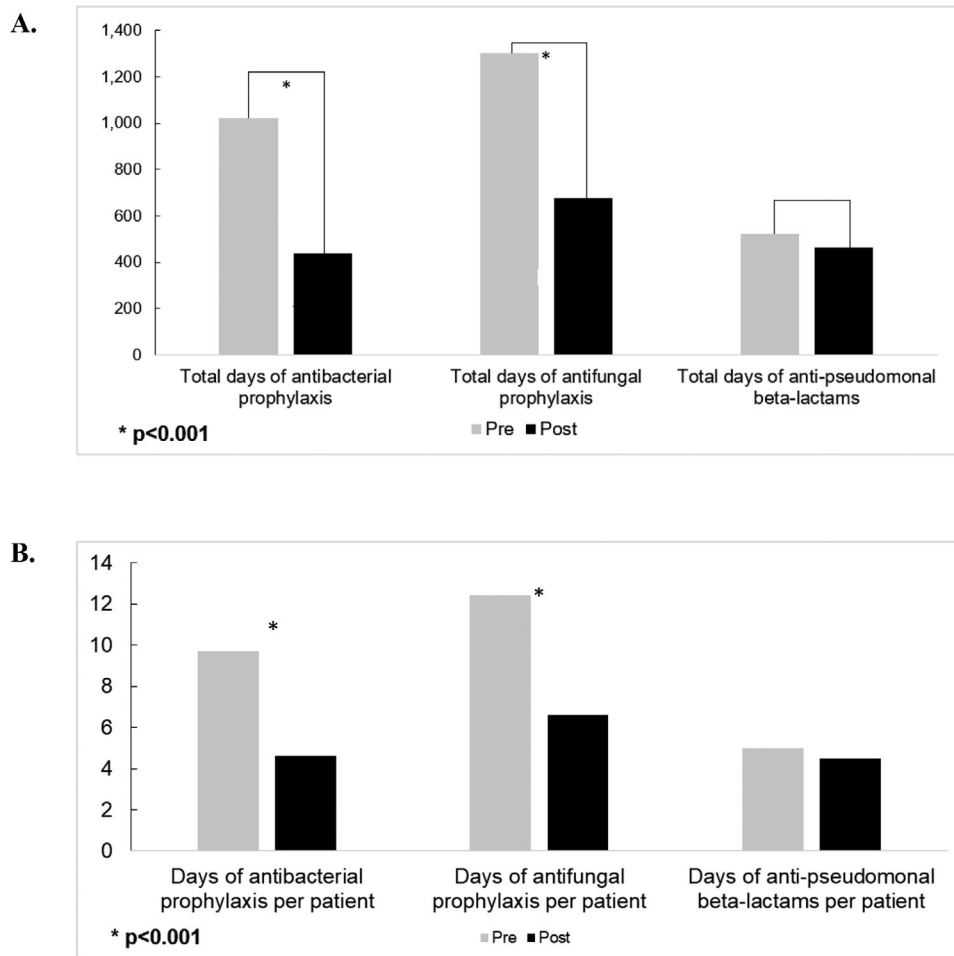 A.
1,400
1,200
1,000
800
600
400
200
0
*
*
Total days of antibacterial
prophylaxis
Total days of antifungal
prophylaxis
Total days of anti-pseudomonal
beta-lactams
* p<0.001
Pre Post
B.
14
12
10
8
6
4
2
0
*
*
Days of antibacterial
prophylaxis per patient
Days of antifungal
prophylaxis per patient
Days of anti-pseudomonal
beta-lactams per patient
* p<0.001
Pre Post